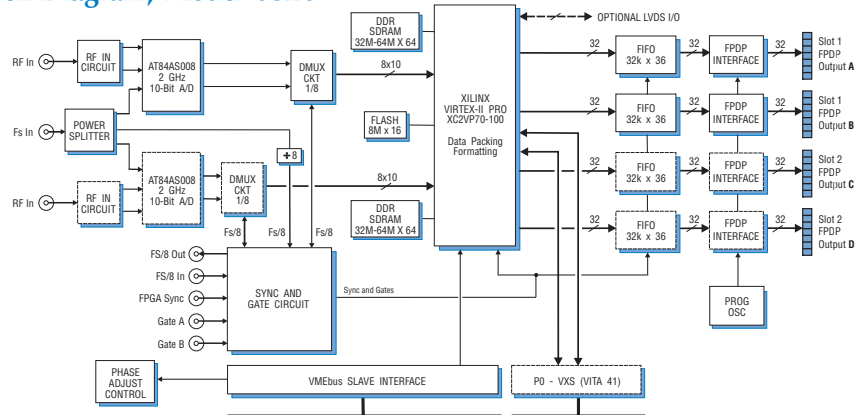 DDR
SDRAM
32M-64M X 64
OPTIONAL LVDS I/O
RF In
RF IN
CIRCUIT
AT84AS008
2 GHz
10-Bit A/D
DMUX
CKT
1/8
8x10
XILINX
VIRTEX-II PRO
XC2VP70-100
Data Packing
Formatting
FLASH
8M x 16
32
FIFO
32k x 36
32
FPDP
INTERFACE
32
Slot 1
FPDP
Output A
Fs In
POWER
SPLITTER
÷8
32
FIFO
32k x 36
32
FPDP
INTERFACE
32
Slot 1
FPDP
Output B
RF In
RF IN
CIRCUIT
AT84AS008
2 GHz
10-Bit A/D
DMUX
CKT
1/8
8x10
32
FIFO
32k x 36
32
FPDP
INTERFACE
32
Slot 2
FPDP
Output C
DDR
SDRAM
32M-64M X 64
32
FIFO
32k x 36
32
FPDP
INTERFACE
32
Slot 2
FPDP
Output D
Fs/8
Fs/8
Fs/8
FS/8 Out
FS/8 In
FPGA Sync
Gate A
Gate B
SYNC AND
GATE CIRCUIT
Sync and Gates
PROG
OSC
PHASE
ADJUST
CONTROL
VMEbus SLAVE INTERFACE
P0 - VXS (VITA 41)